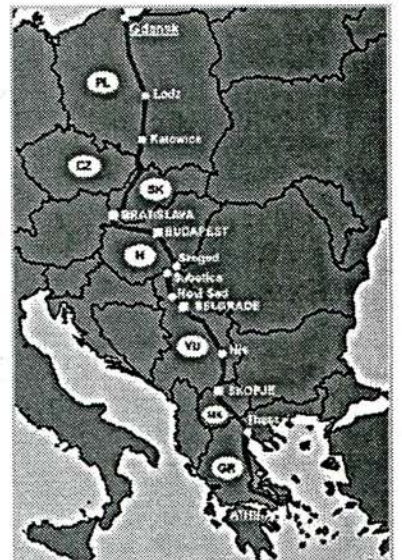 Gdansk
PL
Lodz
Katowice
CZ
SK
BRATISLAVA
BUDAPEST
H
Szeged
Subotica
Novi Sad
BELGRADE
YU
Nis
SKOPJE
MK
GR